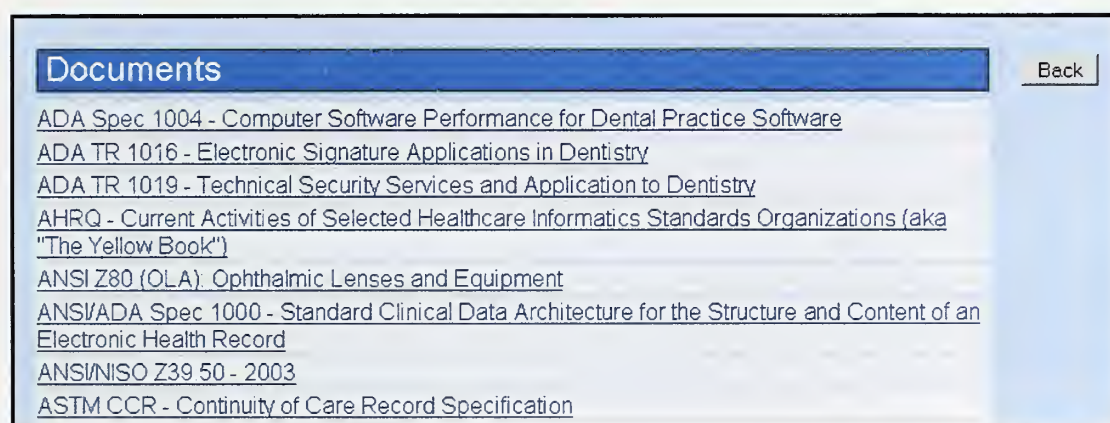 Documents
Back
ADA Spec 1004 - Computer Software Performance for Dental Practice Software
ADA TR 1016 - Electronic Signature Applications in Dentistry
ADA TR 1019 - Technical Security Services and Application to Dentistry
AHRQ - Current Activities of Selected Healthcare Informatics Standards Organizations (aka
"The Yellow Book")
ANSI Z80 (OLA): Ophthalmic Lenses and Equipment
ANSI/ADA Spec 1000 - Standard Clinical Data Architecture for the Structure and Content of an
Electronic Health Record
ANSI/NISO Z39.50 - 2003
ASTM CCR - Continuity of Care Record Specification